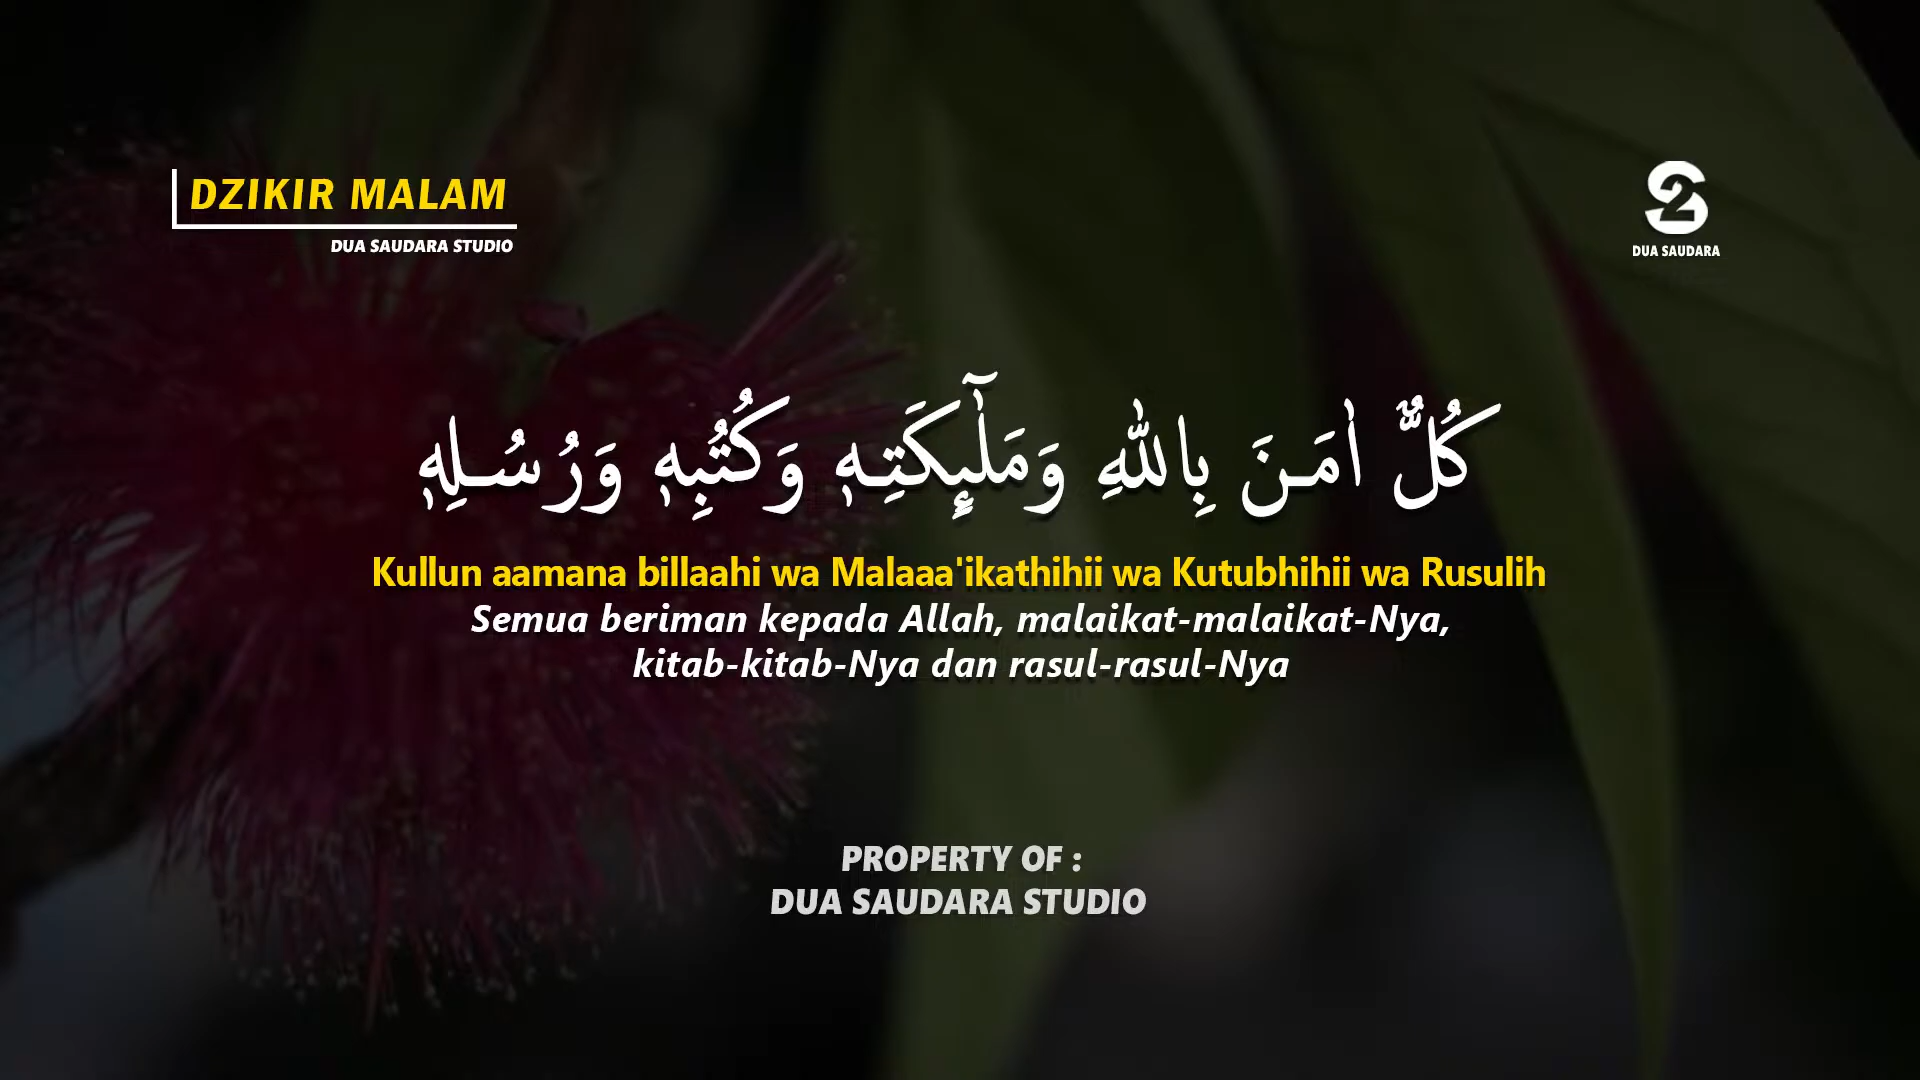 DZIKIR MALAM
DUA SAUDARA STUDIO
S2
DUA SAUDARA
كُلٌّ اٰمَنَ بِاللّٰهِ وَمَلٰۤىِٕكَتِهٖ وَكُتُبِهٖ وَرُسُلِهٖ
Kullun aamana billaahi wa Malaaa'ikathihii wa Kutubhihii wa Rusulih
Semua beriman kepada Allah, malaikat-malaikat-Nya,
kitab-kitab-Nya dan rasul-rasul-Nya
PROPERTY OF :
DUA SAUDARA STUDIO